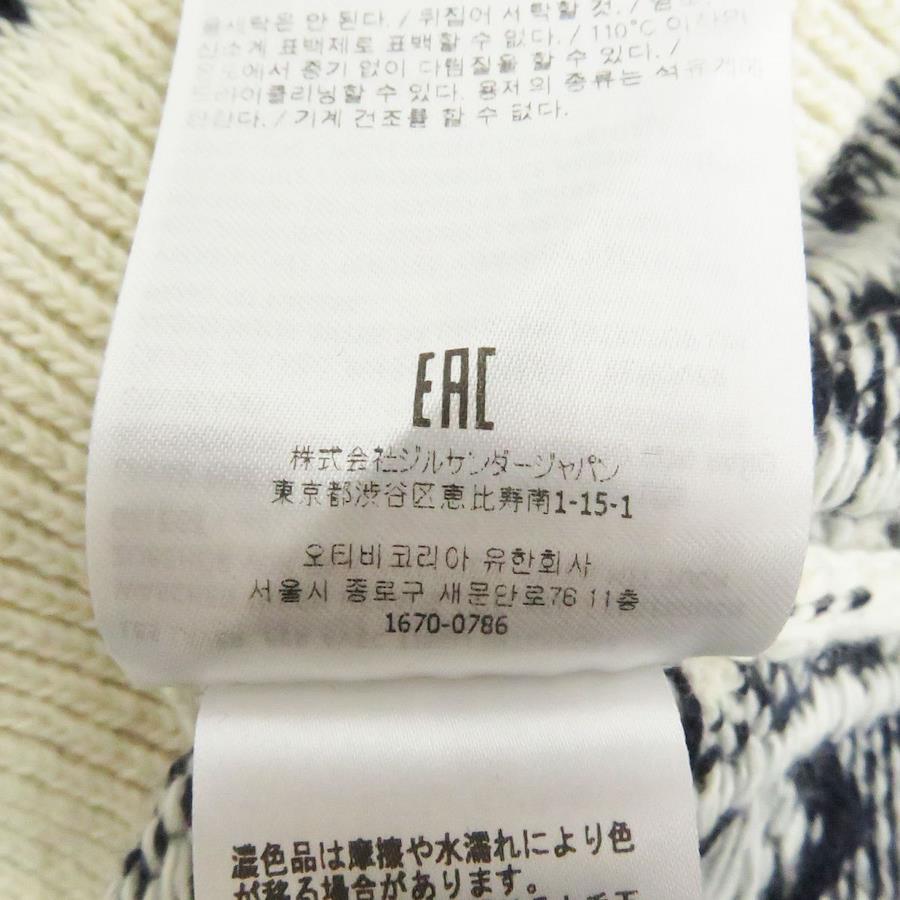 물세탁은 안 된다. / 뒤집어 세탁할 것. /
산소계 표백제로 표백할 수 없다. / 110°C 이하의
에서 증기 없이 다림질을 할 수 있다. /
드라이클리닝할 수 있다. 용저의 종류는 석유계에
한한다. / 기계 건조를 할 수 없다.
EAC
株式会社ジルサンダージャパン
東京都渋谷区恵比寿南1-15-1
오티비코리아 유한회사
서울시 종로구 새문안로76 11층
1670-0786
濃色品は摩擦や水濡れにより色
が移る場合があります。